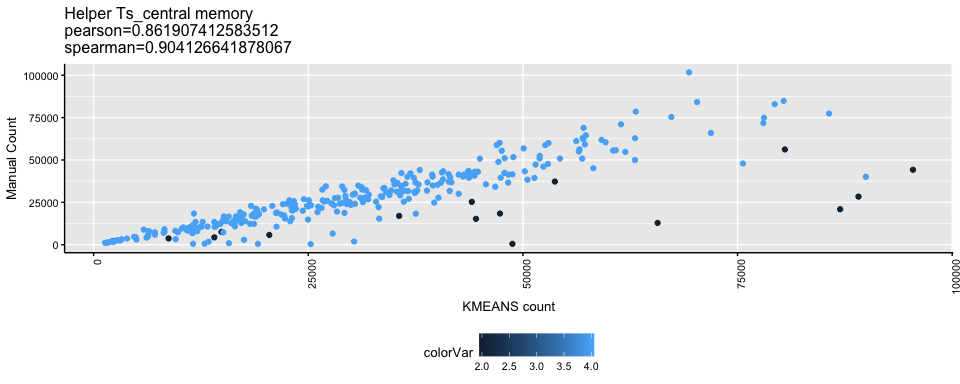 Helper Ts_central memory
pearson=0.861907412583512
spearman=0.904126641878067
100000
75000
50000
25000
0
Manual Count
0
25000
50000
75000
100000
KMEANS count
colorVar
2.0 2.5 3.0 3.5 4.0